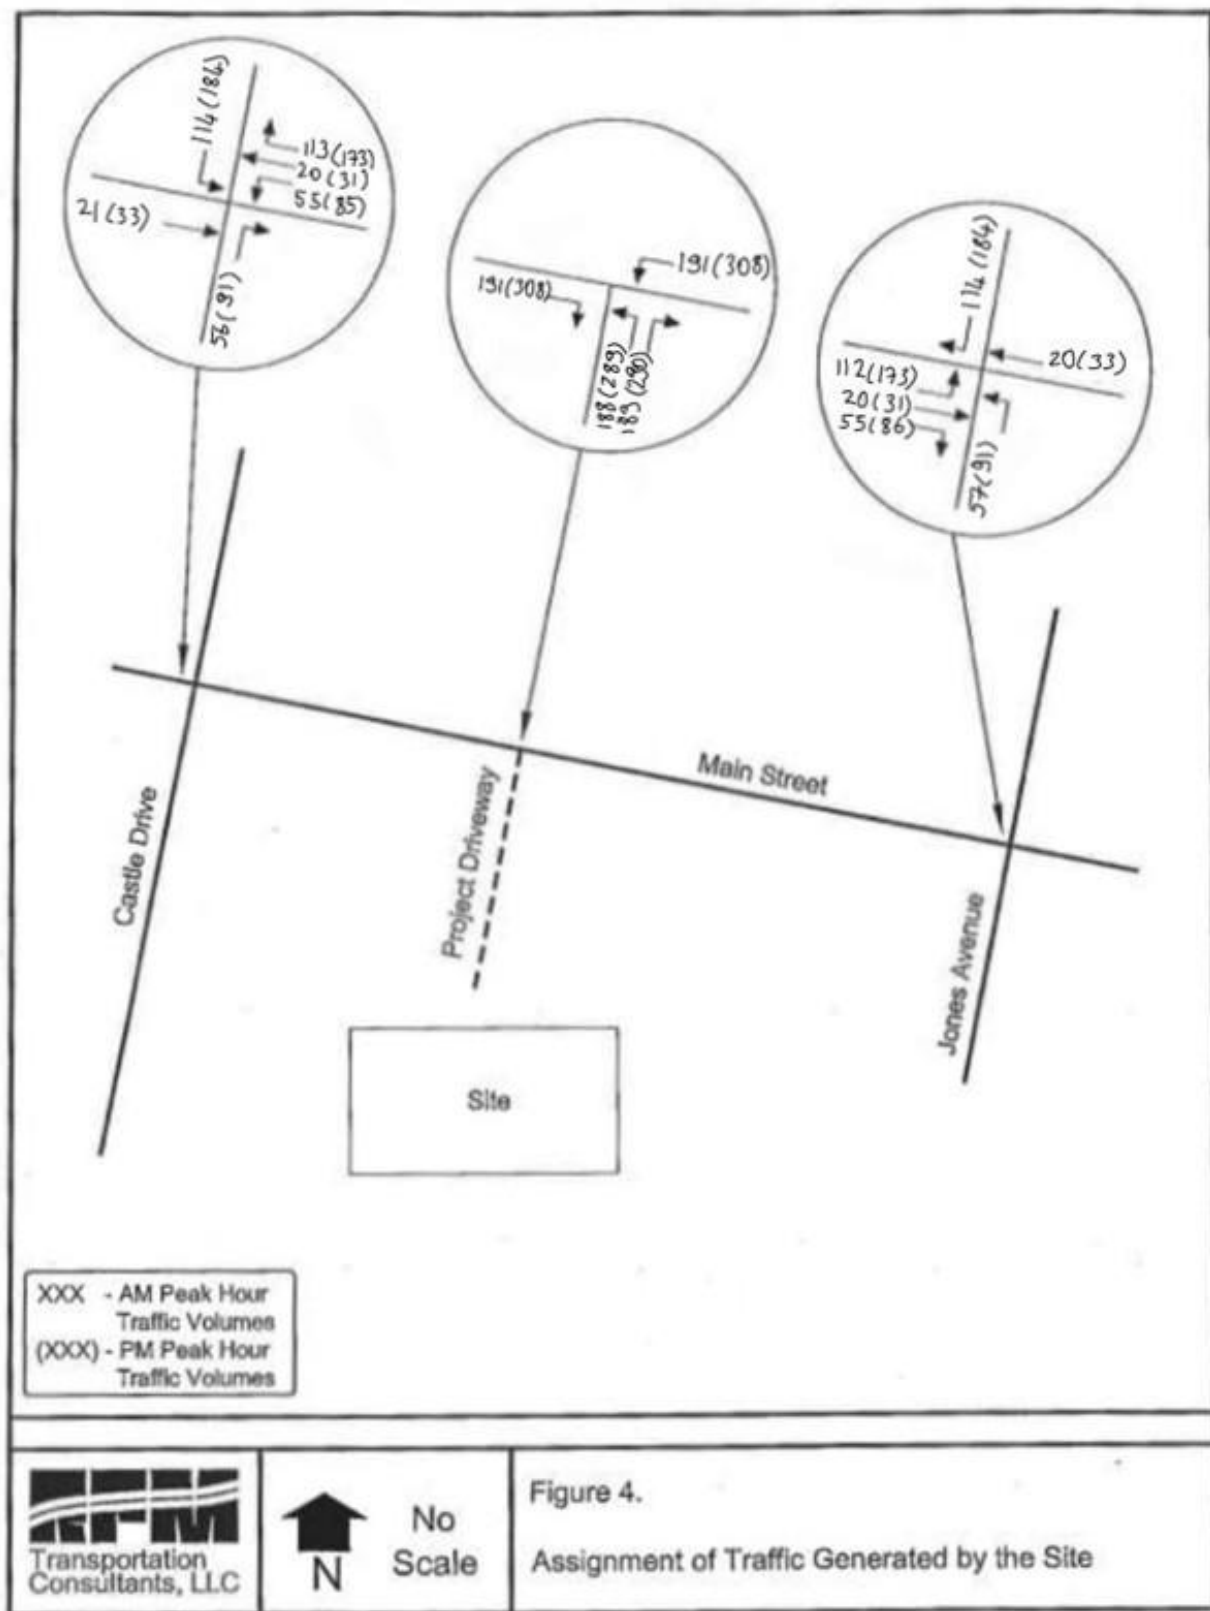 114(184)
113(173)
20(31)
55(85)
21(33)
56(91)
191(308)
191(308)
188(289)
189(290)
114(184)
20(33)
112(173)
20(31)
55(86)
57(91)
Main Street
Castle Drive
Project Driveway
Jones Avenue
Site
XXX - AM Peak Hour
Traffic Volumes
(XXX) - PM Peak Hour
Traffic Volumes
RPM
Transportation
Consultants, LLC
N
No
Scale
Figure 4.
Assignment of Traffic Generated by the Site